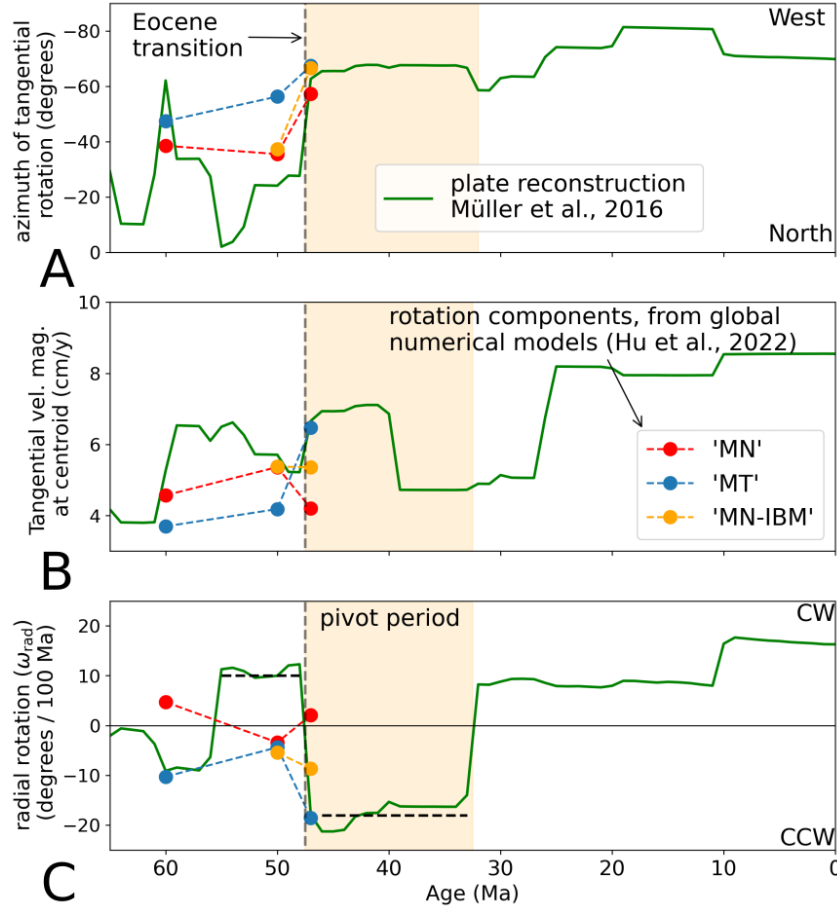 A
azimuth of tangential
rotation (degrees)
−80
−60
−40
−20
0
Eocene
transition
West
plate reconstruction
Müller et al., 2016
North
B
Tangential vel. mag.
at centroid (cm/y)
10
8
6
4
rotation components, from global
numerical models (Hu et al., 2022)
'MN'
'MT'
'MN-IBM'
C
radial rotation (ωrad)
(degrees / 100 Ma)
20
10
0
−10
−20
pivot period
CW
CCW
60 50 40 30 20 10 0
Age (Ma)